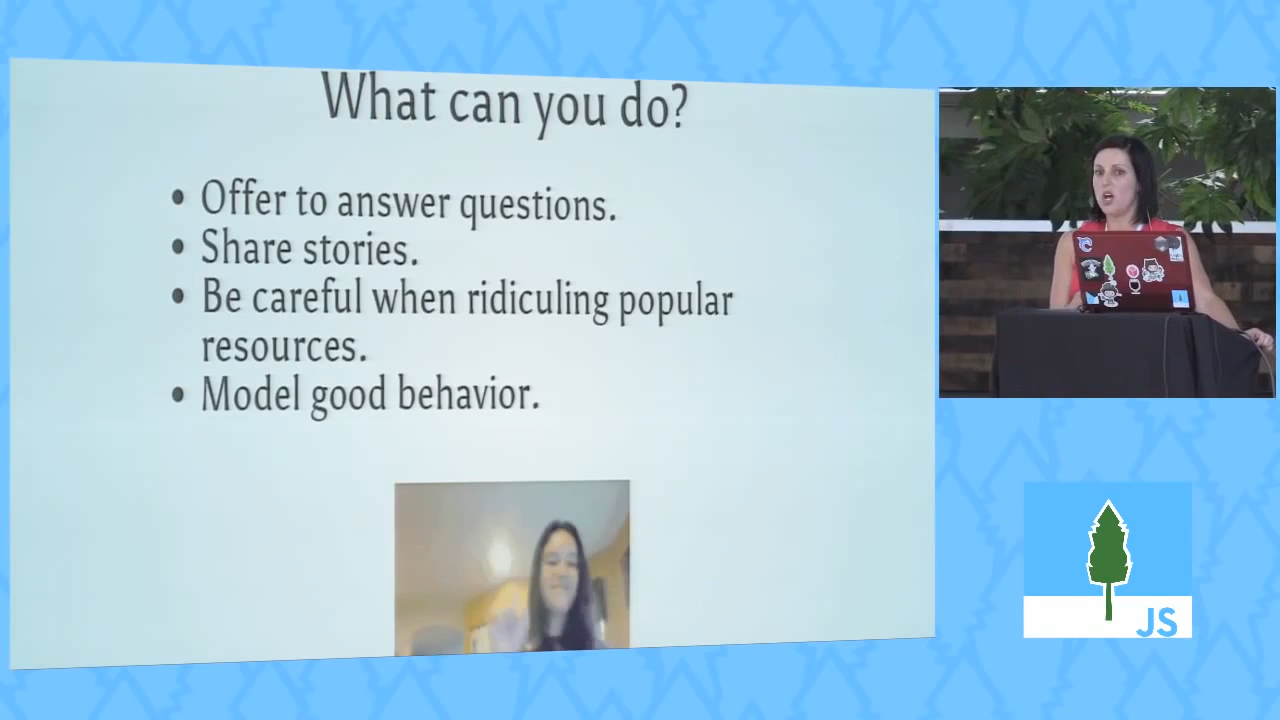 What can you do?
• Offer to answer questions.
• Share stories.
• Be careful when ridiculing popular
resources.
• Model good behavior.
JS